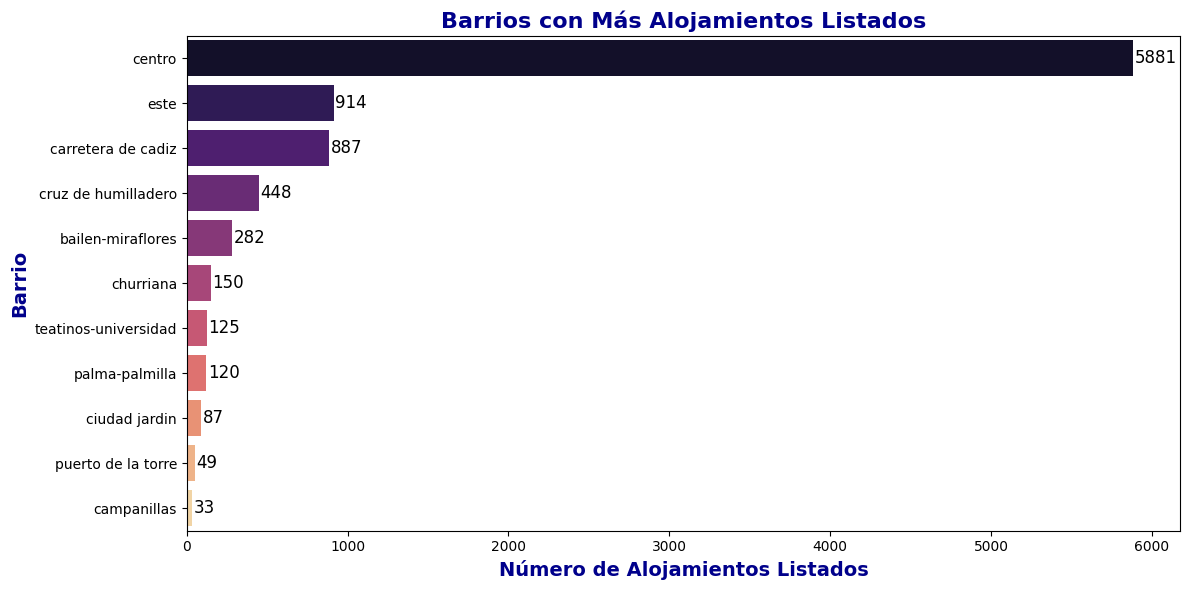 Barrios con Más Alojamientos Listados
centro 5881
este 914
carretera de cadiz 887
cruz de humilladero 448
bailen-miraflores 282
churriana 150
teatinos-universidad 125
palma-palmilla 120
ciudad jardin 87
puerto de la torre 49
campanillas 33
Barrio
0 1000 2000 3000 4000 5000 6000
Número de Alojamientos Listados